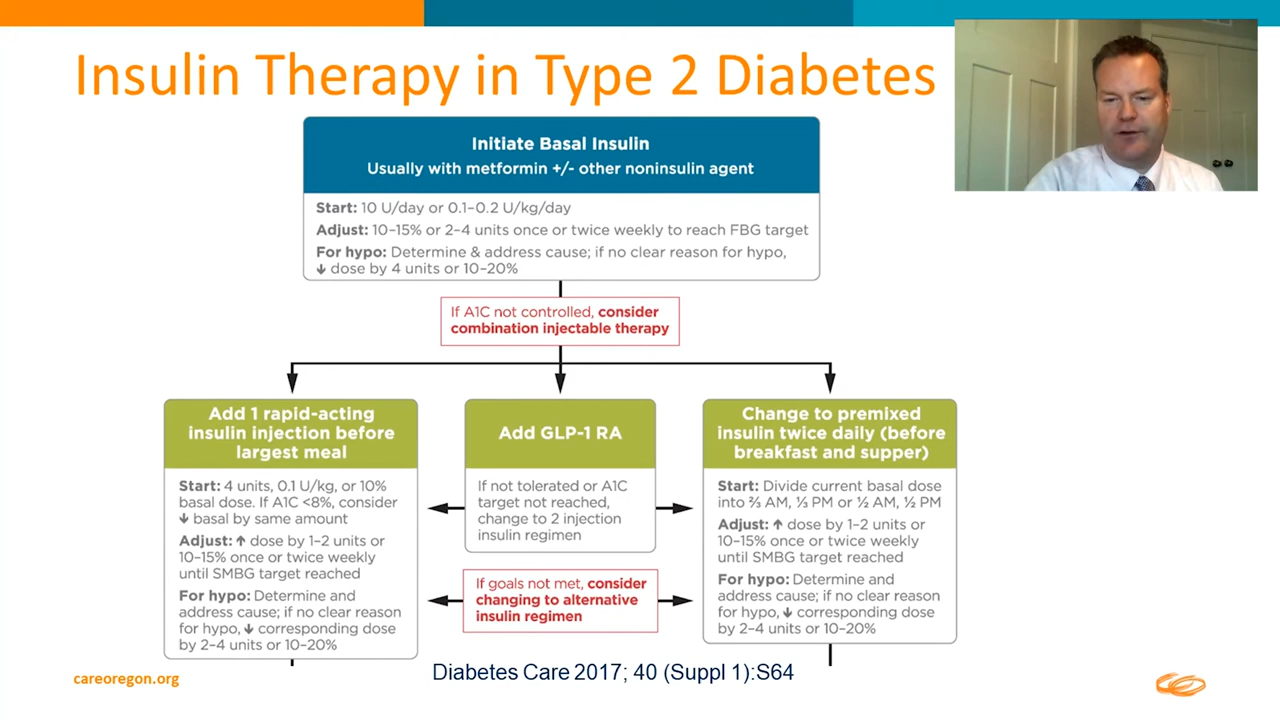 Insulin Therapy in Type 2 Diabetes
Initiate Basal Insulin
Usually with metformin +/- other noninsulin agent
Start: 10 U/day or 0.1–0.2 U/kg/day
Adjust: 10–15% or 2–4 units once or twice weekly to reach FBG target
For hypo: Determine & address cause; if no clear reason for hypo,
↓ dose by 4 units or 10–20%
If A1C not controlled, consider
combination injectable therapy
Add 1 rapid-acting
insulin injection before
largest meal
Start: 4 units, 0.1 U/kg, or 10%
basal dose. If A1C <8%, consider
↓ basal by same amount
Adjust: ↑ dose by 1–2 units or
10–15% once or twice weekly
until SMBG target reached
For hypo: Determine and
address cause; if no clear reason
for hypo, ↓ corresponding dose
by 2–4 units or 10–20%
Add GLP-1 RA
If not tolerated or A1C
target not reached,
change to 2 injection
insulin regimen
If goals not met, consider
changing to alternative
insulin regimen
Change to premixed
insulin twice daily (before
breakfast and supper)
Start: Divide current basal dose
into ⅔ AM, ⅓ PM or ½ AM, ½ PM
Adjust: ↑ dose by 1–2 units or
10–15% once or twice weekly
until SMBG target reached
For hypo: Determine and
address cause; if no clear reason
for hypo, ↓ corresponding dose
by 2–4 units or 10–20%
careoregon.org
Diabetes Care 2017; 40 (Suppl 1):S64